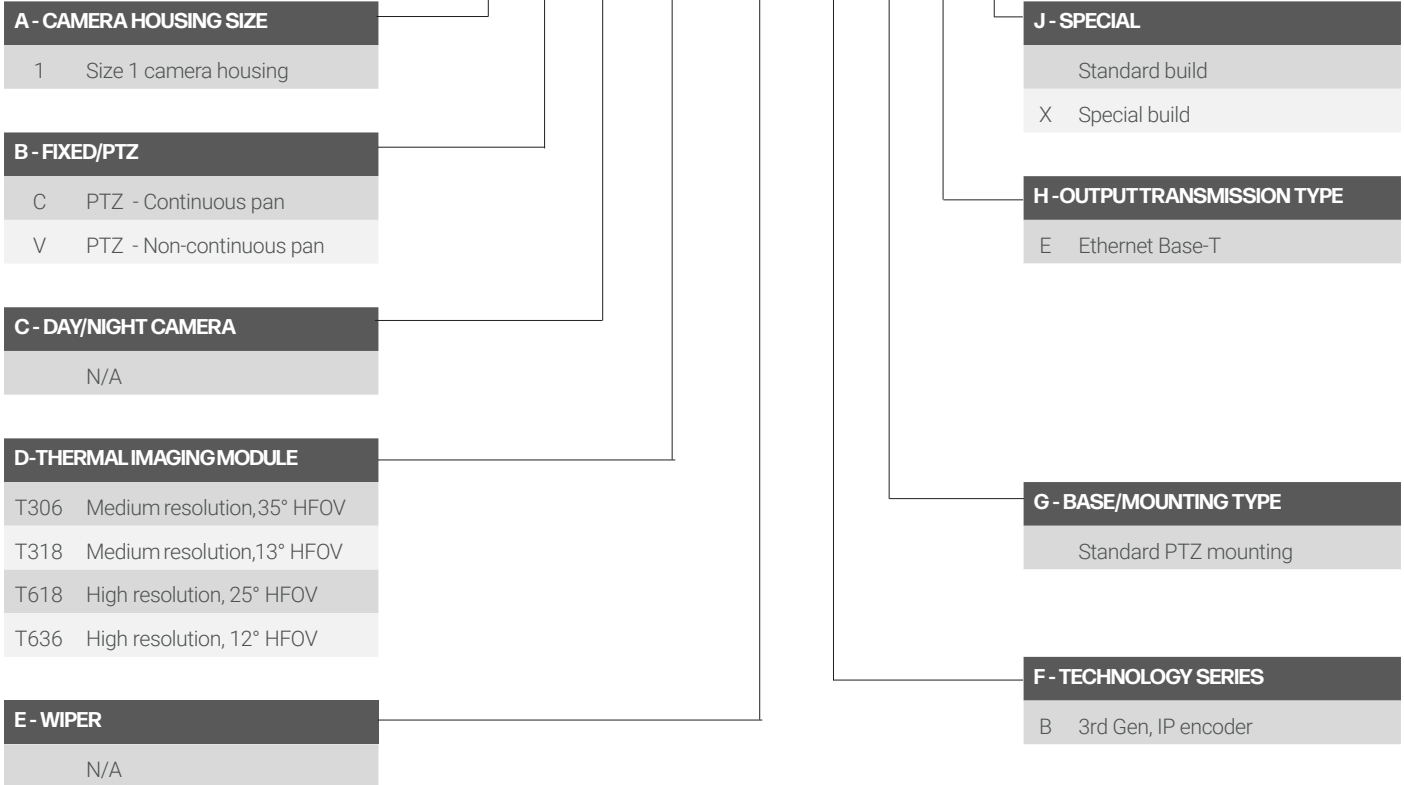 A - CAMERA HOUSING SIZE
1 Size 1 camera housing
B - FIXED/PTZ
C PTZ - Continuous pan
V PTZ - Non-continuous pan
C - DAY/NIGHT CAMERA
N/A
D-THERMAL IMAGING MODULE
T306 Medium resolution, 35° HFOV
T318 Medium resolution,13° HFOV
T618 High resolution, 25° HFOV
T636 High resolution, 12° HFOV
E - WIPER
N/A
J - SPECIAL
Standard build
X Special build
H -OUTPUT TRANSMISSION TYPE
E Ethernet Base-T
G - BASE/MOUNTING TYPE
Standard PTZ mounting
F - TECHNOLOGY SERIES
B 3rd Gen, IP encoder